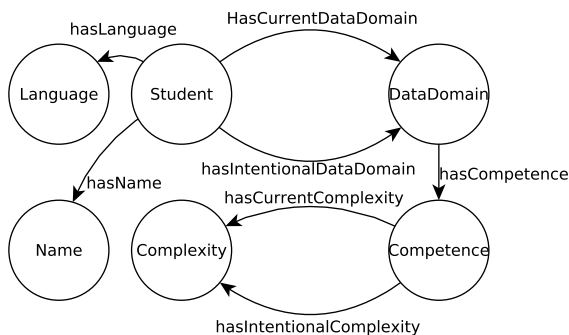 HasCurrentDataDomain
hasLanguage
Language
Student
DataDomain
hasIntentionalDataDomain
hasCompetence
hasName
hasCurrentComplexity
Name
Complexity
Competence
hasIntentionalComplexity